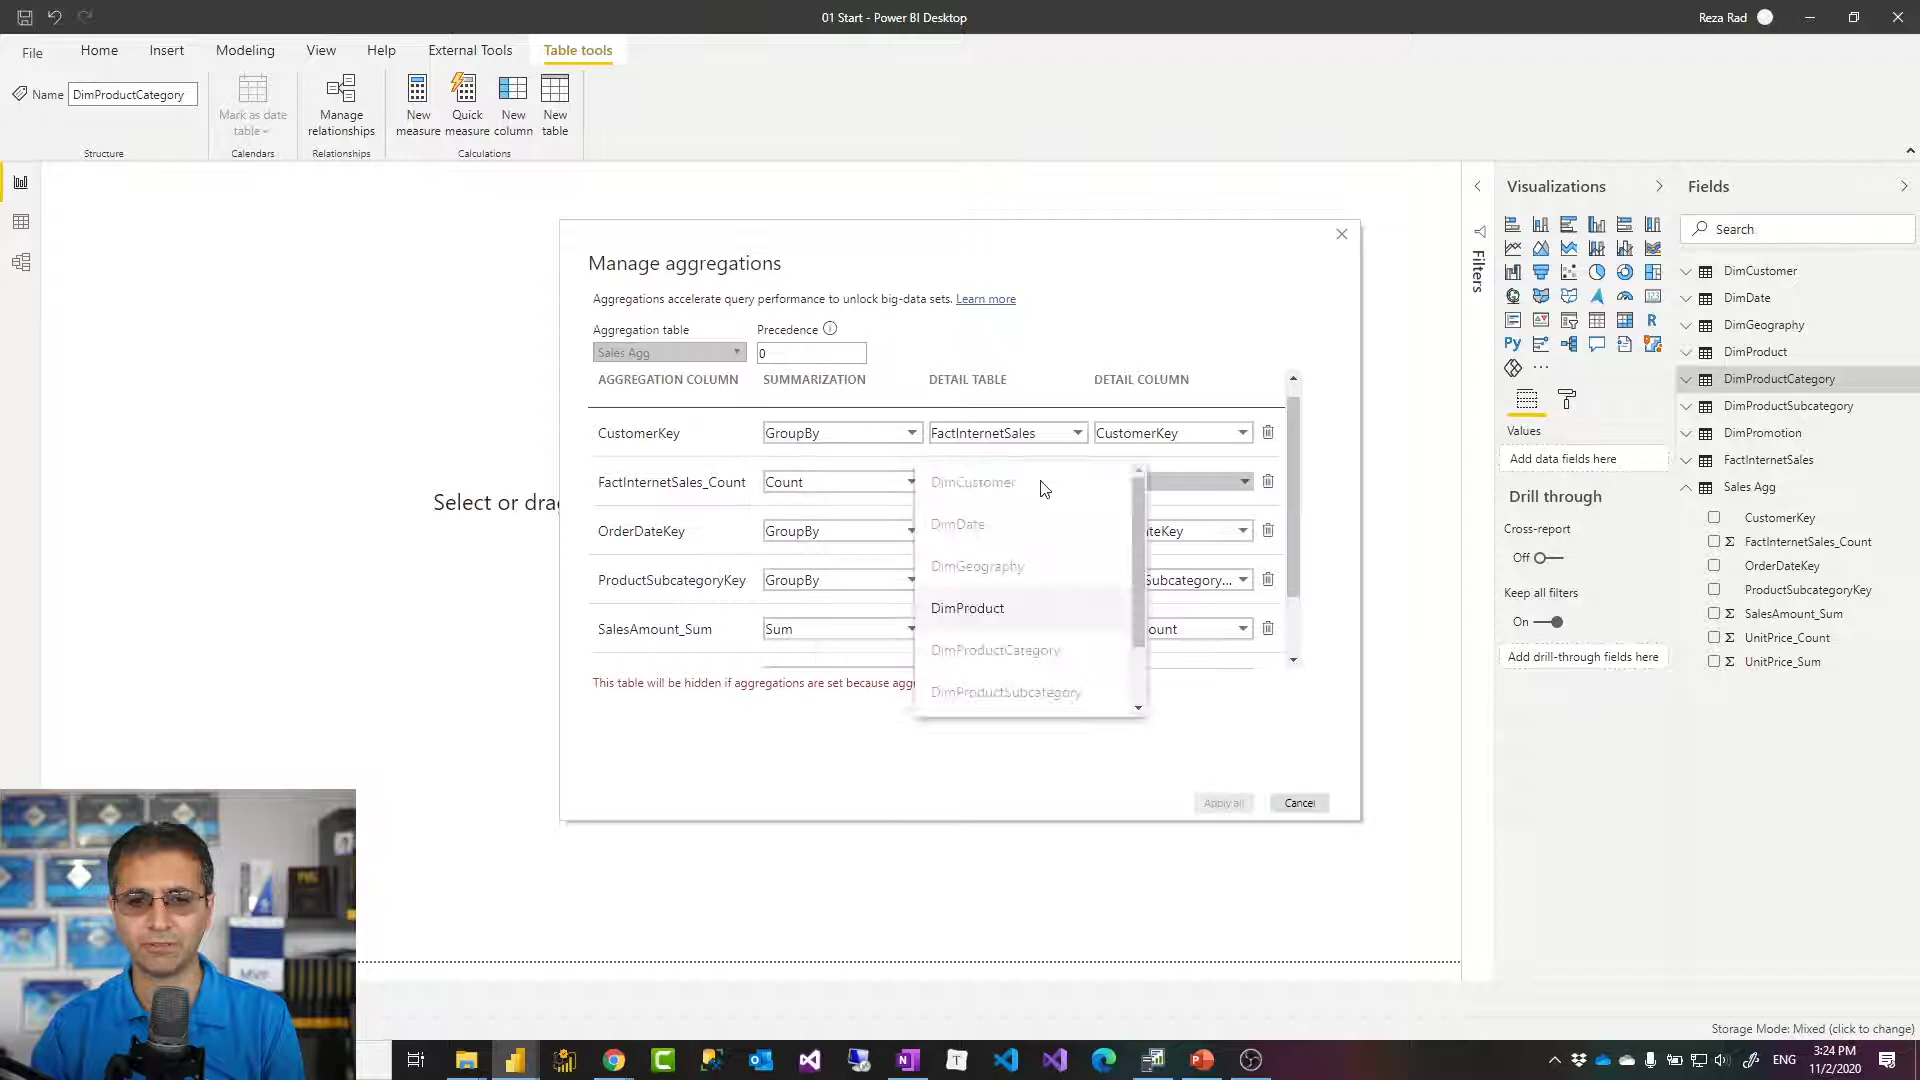 01 Start - Power BI Desktop
Reza Rad
File
Home
Insert
Modeling
View
Help
External Tools
Table tools
Name
DimProductCategory
Mark as date
table
Manage
relationships
New
measure
Quick
measure
New
column
New
table
Structure
Calendars
Relationships
Calculations
Select or drag
Manage aggregations
Aggregations accelerate query performance to unlock big-data sets. Learn more
Aggregation table
Precedence
Sales Agg
0
AGGREGATION COLUMN
SUMMARIZATION
DETAIL TABLE
DETAIL COLUMN
CustomerKey
GroupBy
FactInternetSales
CustomerKey
FactInternetSales_Count
Count
OrderDateKey
GroupBy
teKey
ProductSubcategoryKey
GroupBy
Subcategory...
SalesAmount_Sum
Sum
ount
DimCustomer
DimDate
DimGeography
DimProduct
DimProductCategory
DimProductSubcategory
This table will be hidden if aggregations are set because aggr
Apply all
Cancel
Filters
Visualizations
R
Py
Values
Add data fields here
Drill through
Cross-report
Off
Keep all filters
On
Add drill-through fields here
Fields
Search
DimCustomer
DimDate
DimGeography
DimProduct
DimProductCategory
DimProductSubcategory
DimPromotion
FactInternetSales
Sales Agg
CustomerKey
FactInternetSales_Count
OrderDateKey
ProductSubcategoryKey
SalesAmount_Sum
UnitPrice_Count
UnitPrice_Sum
Storage Mode: Mixed (click to change)
MVP
ENG
3:24 PM
11/2/2020